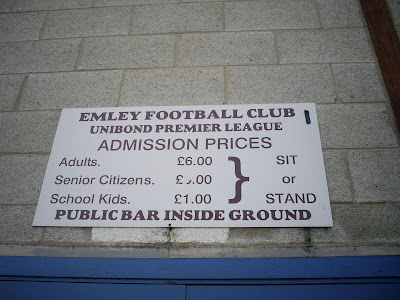 EMLEY FOOTBALL CLUB
UNIBOND PREMIER LEAGUE
ADMISSION PRICES
Adults. £6.00 SIT
Senior Citizens. or
School Kids. £1.00 STAND
PUBLIC BAR INSIDE GROUND